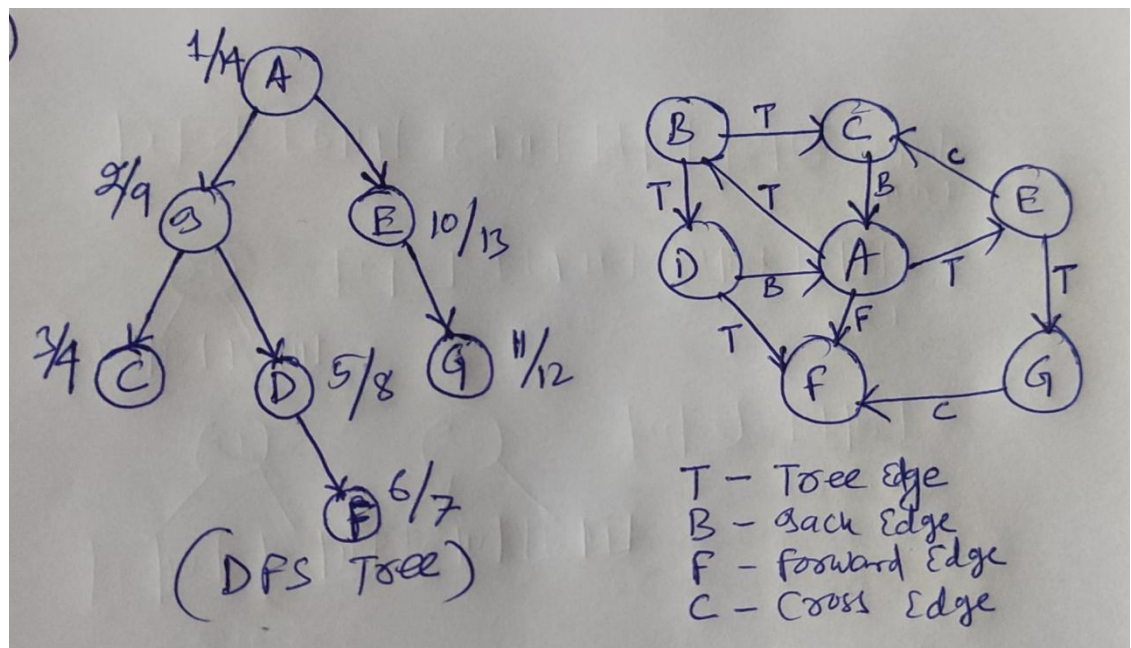 1/14 A
2/9 B
E 10/13
3/4 C
D 5/8
G 11/12
F 6/7
(DFS Tree)
B T C
T T B C E
D B A T T
T F
F C G
T - Tree Edge
B - Back Edge
F - Forward Edge
C - Cross Edge